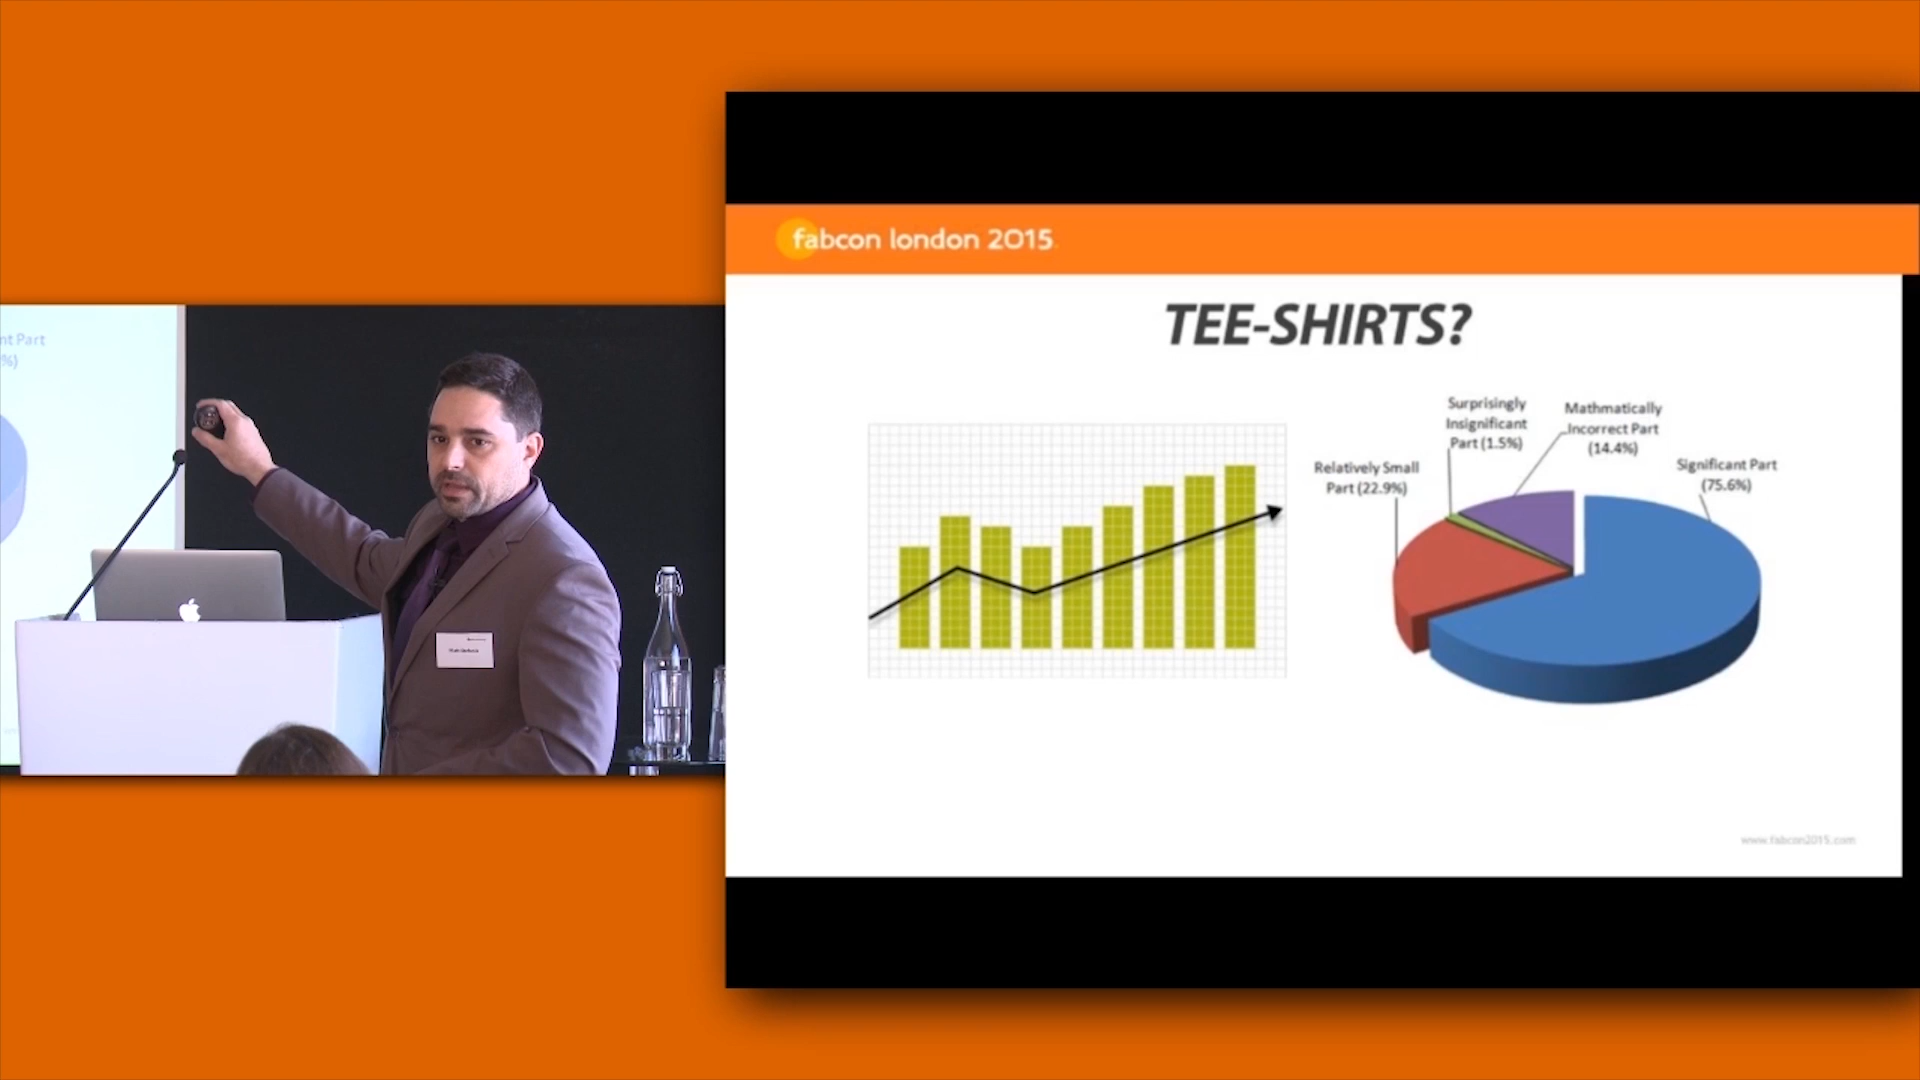 nt Part
%)
fabcon london 2015
TEE-SHIRTS?
Surprisingly
Insignificant
Part (1.5%)
Mathmatically
Incorrect Part
(14.4%)
Relatively Small
Part (22.9%)
Significant Part
(75.6%)
www.fabcon2015.com